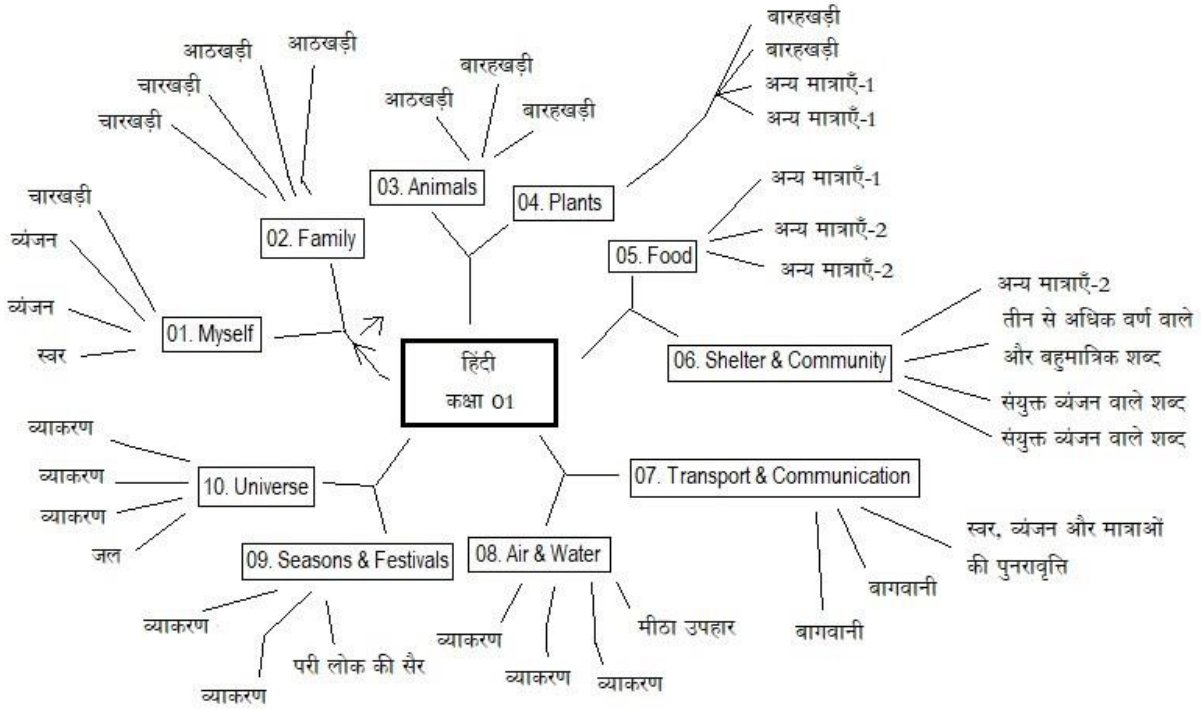 हिंदी
कक्षा 01
01. Myself
चारखड़ी
व्यंजन
व्यंजन
स्वर
02. Family
चारखड़ी
चारखड़ी
आठखड़ी
आठखड़ी
03. Animals
आठखड़ी
बारहखड़ी
बारहखड़ी
04. Plants
बारहखड़ी
बारहखड़ी
अन्य मात्राएँ-1
अन्य मात्राएँ-1
05. Food
अन्य मात्राएँ-1
अन्य मात्राएँ-2
अन्य मात्राएँ-2
06. Shelter & Community
अन्य मात्राएँ-2
तीन से अधिक वर्ण वाले
और बहुमात्रिक शब्द
संयुक्त व्यंजन वाले शब्द
संयुक्त व्यंजन वाले शब्द
07. Transport & Communication
स्वर, व्यंजन और मात्राओं
की पुनरावृत्ति
बागवानी
बागवानी
08. Air & Water
मीठा उपहार
व्याकरण
व्याकरण
व्याकरण
09. Seasons & Festivals
परी लोक की सैर
व्याकरण
व्याकरण
10. Universe
व्याकरण
व्याकरण
व्याकरण
जल